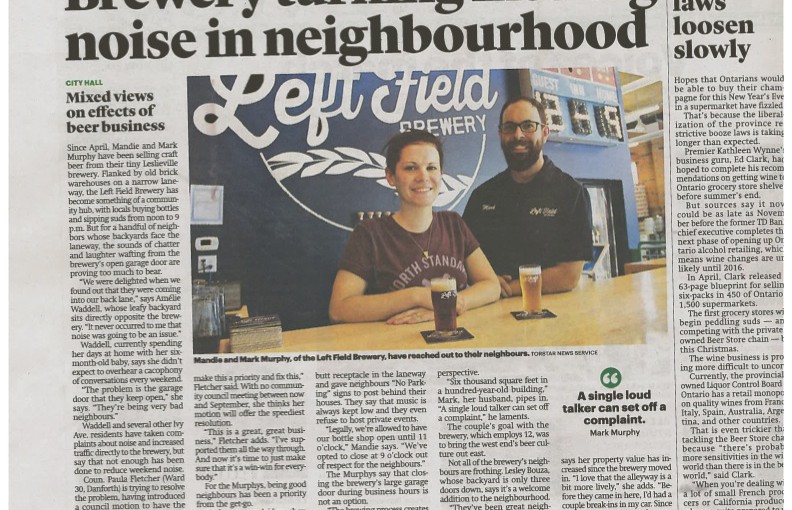 Brewery turning
noise in neighbourhood
CITY HALL
Mixed views
on effects of
beer business
Since April, Mandie and Mark
Murphy have been selling craft
beer from their tiny Leslieville
brewery. Flanked by old brick
warehouses on a narrow lane-
way, the Left Field Brewery has
become something of a commun-
ity hub, with locals buying bottles
and sipping suds from noon to 9
p.m. But for a handful of neigh-
bors whose backyards face the
laneway, the sounds of chatter
and laughter wafting from the
brewery's open garage door are
proving too much to bear.
"We were delighted when we
found out that they were coming
into our back lane," says Amélie
Waddell, whose leafy backyard
sits directly opposite the brew-
ery. "It never occurred to me that
noise was going to be an issue."
Waddell, currently spending
her days at home with her six-
month-old baby, says she didn't
expect to overhear a cacophony
of conversations every weekend.
"The problem is the garage
door that they keep open," she
says. "They're being very bad
neighbours."
Waddell and several other Ivy
Ave. residents have taken com-
plaints about noise and increased
traffic directly to the brewery, but
say that not enough has been
done to reduce weekend noise.
Coun. Paula Fletcher (Ward
30, Danforth) is trying to resolve
the problem, having introduced
a council motion to have the
Left Field
BREWERY
GUEST INN HOME
Mark
Left Field
NORTH STANDA
Mandie and Mark Murphy, of the Left Field Brewery, have reached out to their neighbours. TORSTAR NEWS SERVICE
make this a priority and fix this,"
Fletcher said. With no commun-
ity council meeting between now
and September, she thinks her
motion will offer the speediest
resolution.
"This is a great, great busi-
ness," Fletcher adds. "I've sup-
ported them all the way through.
And now it's time to just make
sure that it's a win-win for every-
body."
For the Murphys, being good
neighbours has been a priority
from the get-go.
butt receptacle in the laneway
and gave neighbours "No Park-
ing" signs to post behind their
houses. They say that music is
always kept low and they even
refuse to host private events.
"Legally, we're allowed to have
our bottle shop open until 11
o'clock," Mandie says. "We've
opted to close at 9 o'clock out
of respect for the neighbours."
The Murphys say that clos-
ing the brewery's large garage
door during business hours is
not an option.
"The brewing process creates
perspective.
"Six thousand square feet in
a hundred-year-old building,"
Mark, her husband, pipes in.
"A single loud talker can set off
a complaint," he laments.
The couple's goal with the
brewery, which employs 12, was
to bring the west-end's beer cul-
ture out east.
Not all of the brewery's neigh-
bours are frothing. Lesley Bouza,
whose backyard is only three
doors down, says it's a welcome
addition to the neighbourhood.
"They've been great neigh-
A single loud
talker can set off a
complaint.
Mark Murphy
says her property value has in-
creased since the brewery moved
in. "I love that the alleyway is a
bit more lively," she adds. "Be-
fore they came in here, I'd had a
couple break-ins in my car. Since
laws
loosen
slowly
Hopes that Ontarians would
be able to buy their cham-
pagne for this New Year's Eve
in a supermarket have fizzled
That's because the liberal-
ization of the province re-
strictive booze laws is taking
longer than expected.
Premier Kathleen Wynne's
business guru, Ed Clark, had
hoped to complete his recom-
mendations on getting wine to
Ontario grocery store shelves
before summer's end.
But sources say it now
could be as late as Novem-
ber before the former TD Bank
chief executive completes the
next phase of opening up On-
tario alcohol retailing, which
means wine changes are un-
likely until 2016.
In April, Clark released
63-page blueprint for selling
six-packs in 450 of Ontario
1,500 supermarkets.
The first grocery stores wi
begin peddling suds — an
competing with the private
owned Beer Store chain — b
this Christmas.
The wine business is pro
ing more difficult to uncor
Currently, the provincial
owned Liquor Control Board
Ontario has a retail monopo
on quality wines from Franc
Italy, Spain, Australia, Arge
tina, and other countries.
That is even trickier th
tackling the Beer Store cha
because "there's probabl
more sensitivities in the wi
world than there is in the be
world," said Clark.
"When you're dealing wi
a lot of small French prod
cers or California produc